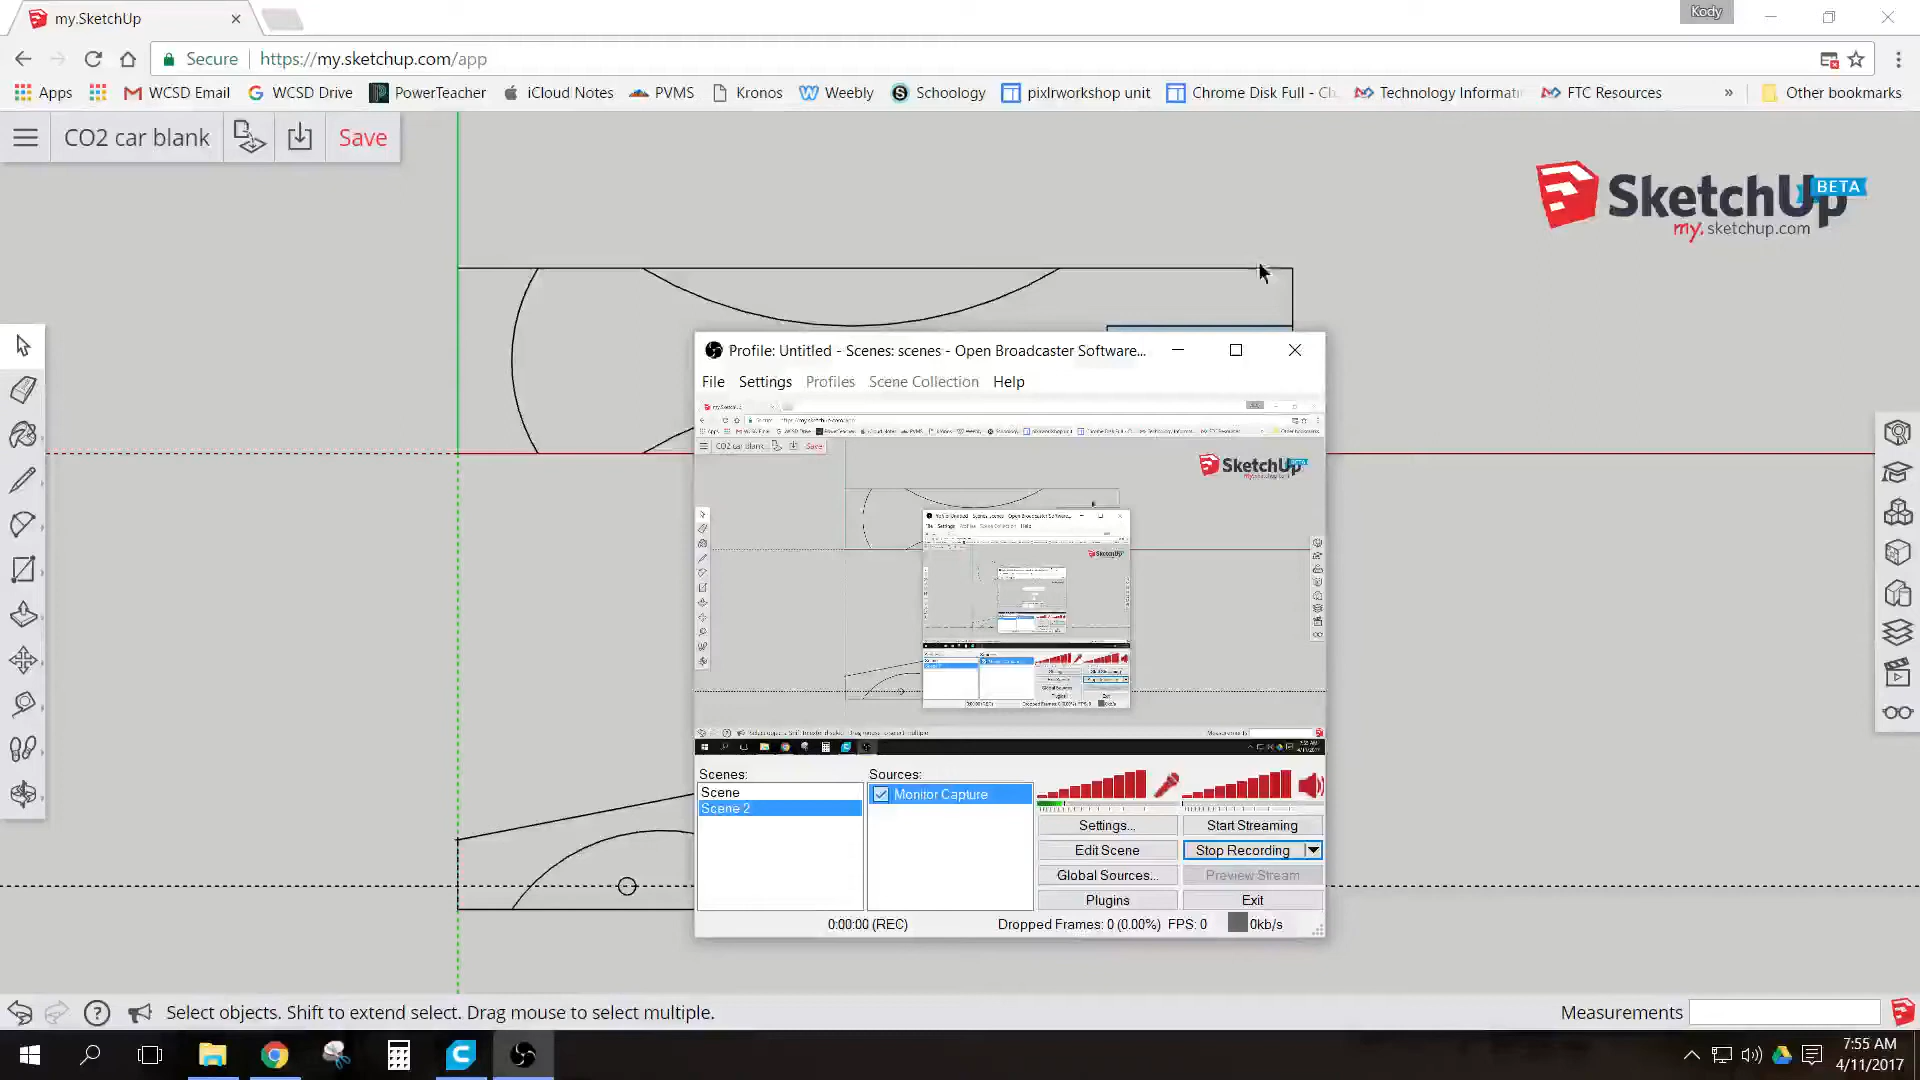 my.SketchUp
Kody
Secure https://my.sketchup.com/app
Apps WCSD Email WCSD Drive PowerTeacher iCloud Notes PVMS Kronos Weebly Schoology pixlrworkshop unit Chrome Disk Full - Ch Technology Informati FTC Resources » Other bookmarks
CO2 car blank Save
SketchUp BETA
my.sketchup.com
Profile: Untitled - Scenes: scenes - Open Broadcaster Software...
File Settings Profiles Scene Collection Help
CO2 car blank Save
SketchUp
Scenes: Sources:
Scene Monitor Capture
Scene 2
Settings... Start Streaming
Edit Scene Stop Recording
Global Sources... Preview Stream
Plugins Exit
0:00:00 (REC) Dropped Frames: 0 (0.00%) FPS: 0 0kb/s
Select objects. Shift to extend select. Drag mouse to select multiple. Measurements
7:55 AM
4/11/2017